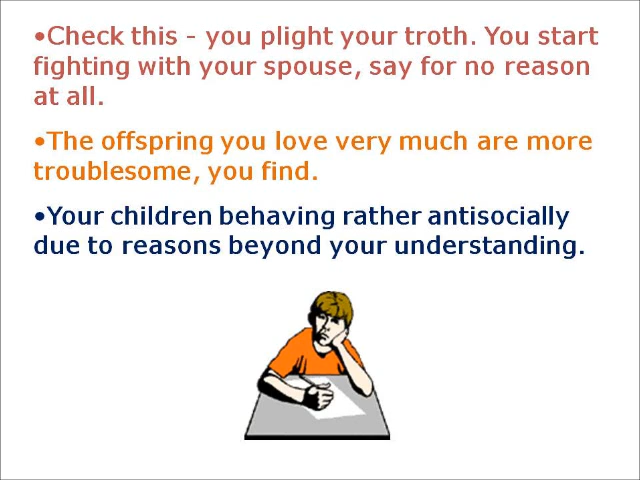 •Check this - you plight your troth. You start
fighting with your spouse, say for no reason
at all.
•The offspring you love very much are more
troublesome, you find.
•Your children behaving rather antisocially
due to reasons beyond your understanding.